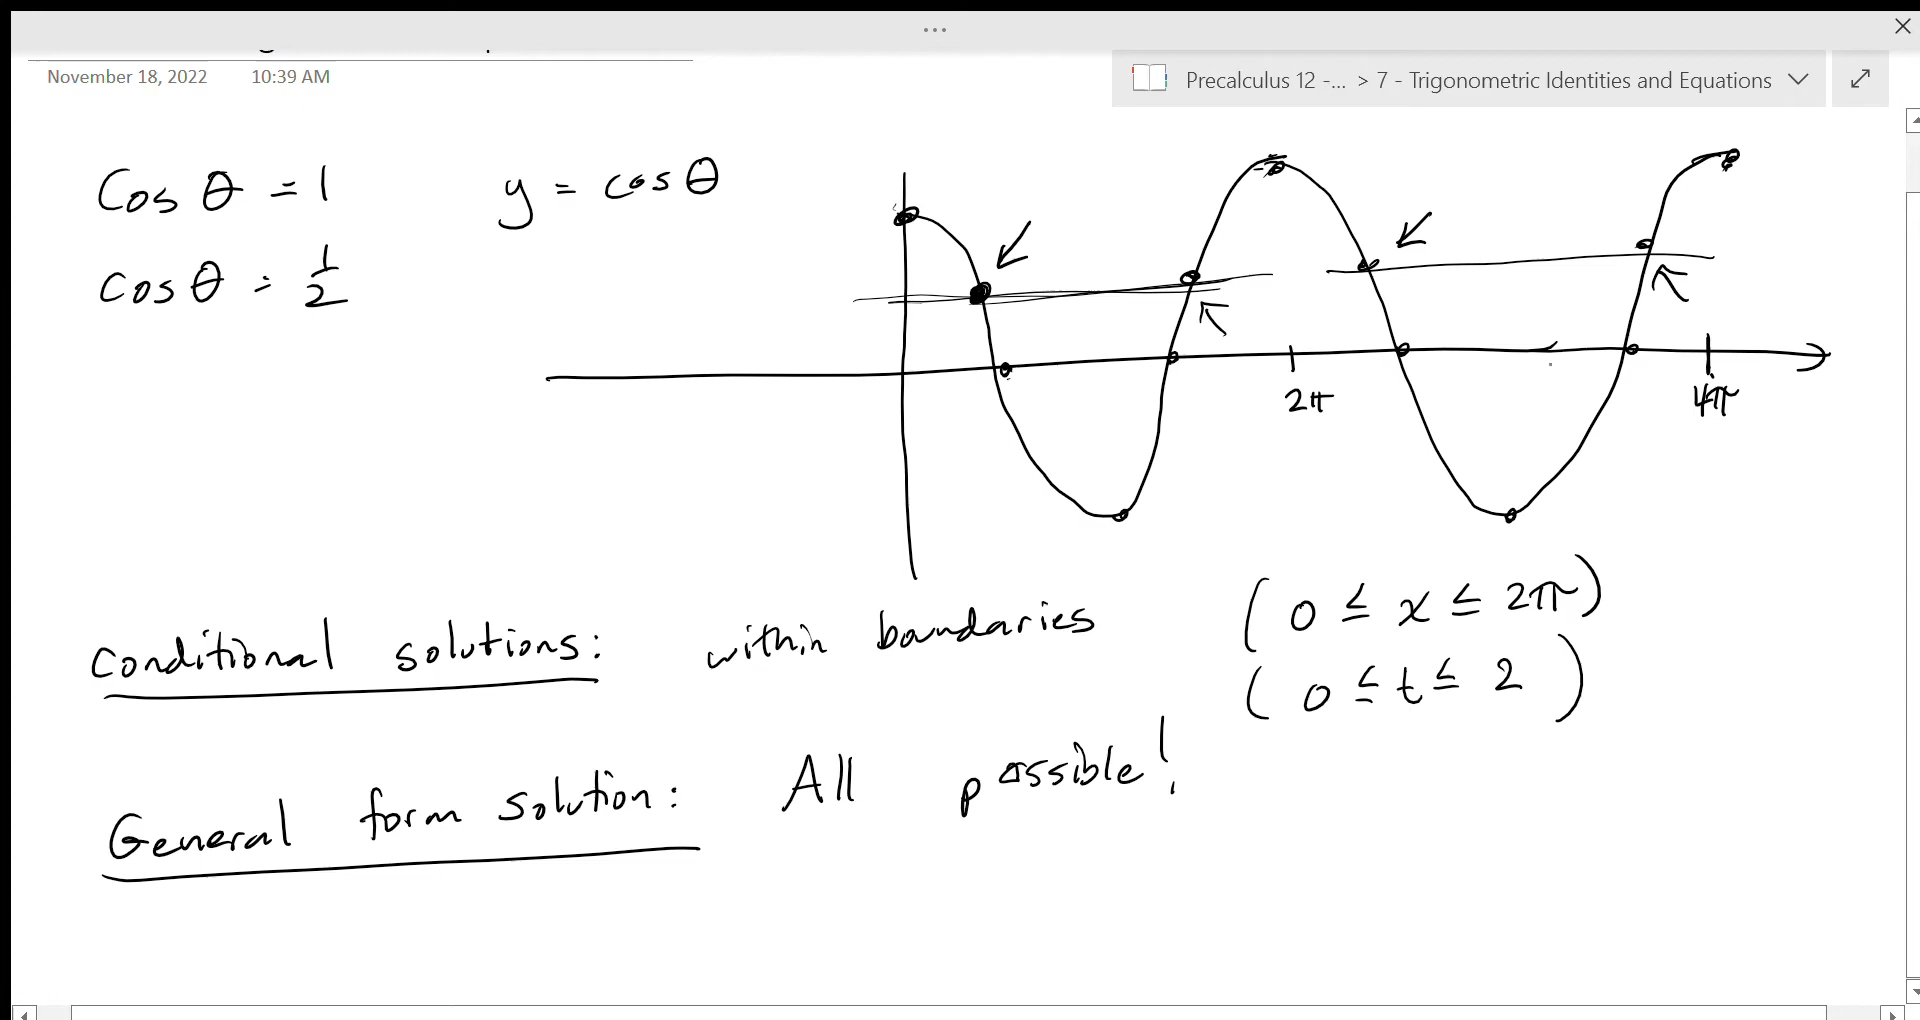 November 18, 2022 10:39 AM
Precalculus 12 -... > 7 - Trigonometric Identities and Equations
Cos θ = 1
y = cos θ
cos θ = 1/2
2π
4π
Conditional solutions: within boundaries (0 ≤ x ≤ 2π)
(0 ≤ t ≤ 2)
General form solution: All possible!